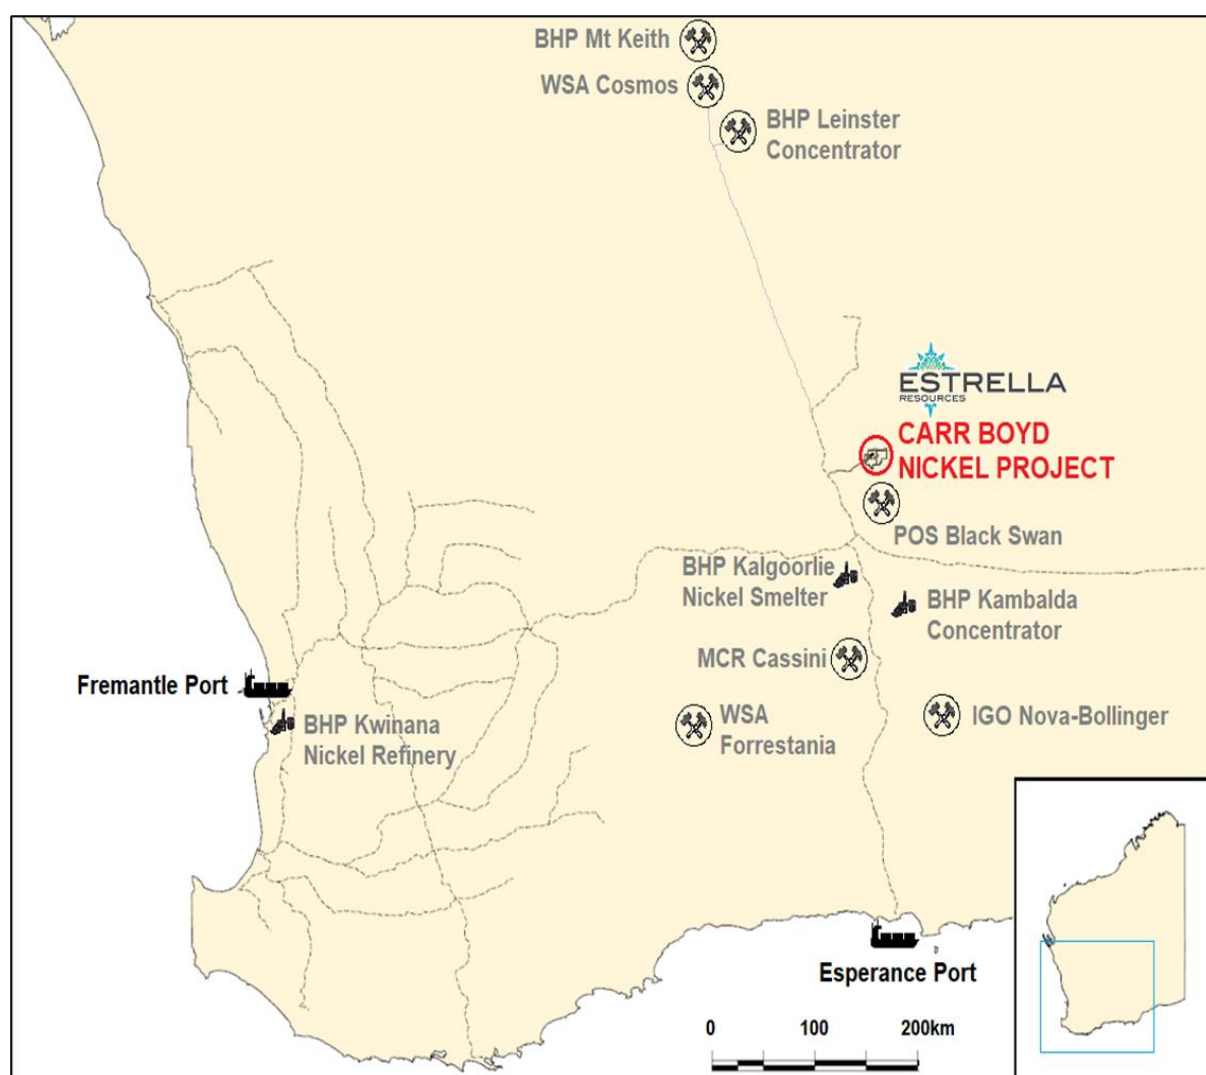 BHP Mt Keith
WSA Cosmos
BHP Leinster
Concentrator
ESTRELLA
RESOURCES
CARR BOYD
NICKEL PROJECT
POS Black Swan
BHP Kalgoorlie
Nickel Smelter
BHP Kambalda
Concentrator
MCR Cassini
Fremantle Port
BHP Kwinana
Nickel Refinery
WSA
Forrestania
IGO Nova-Bollinger
Esperance Port
0 100 200km